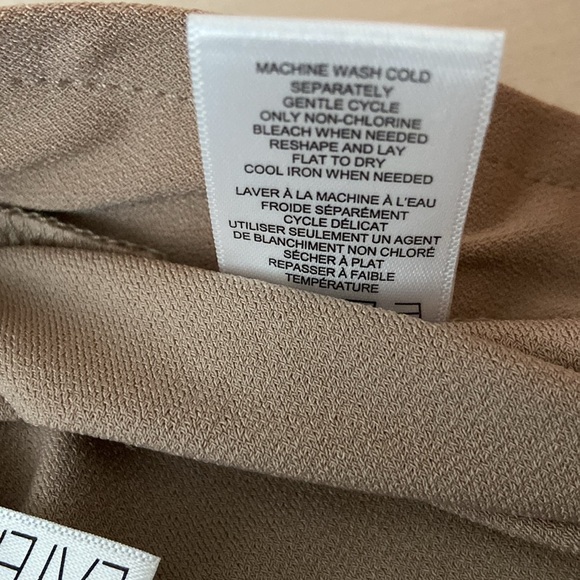 MACHINE WASH COLD
SEPARATELY
GENTLE CYCLE
ONLY NON-CHLORINE
BLEACH WHEN NEEDED
RESHAPE AND LAY
FLAT TO DRY
COOL IRON WHEN NEEDED
LAVER À LA MACHINE À L'EAU
FROIDE SÉPARÉMENT
CYCLE DÉLICAT
UTILISER SEULEMENT UN AGENT
DE BLANCHIMENT NON CHLORÉ
SÉCHER À PLAT
REPASSER À FAIBLE
TEMPÉRATURE